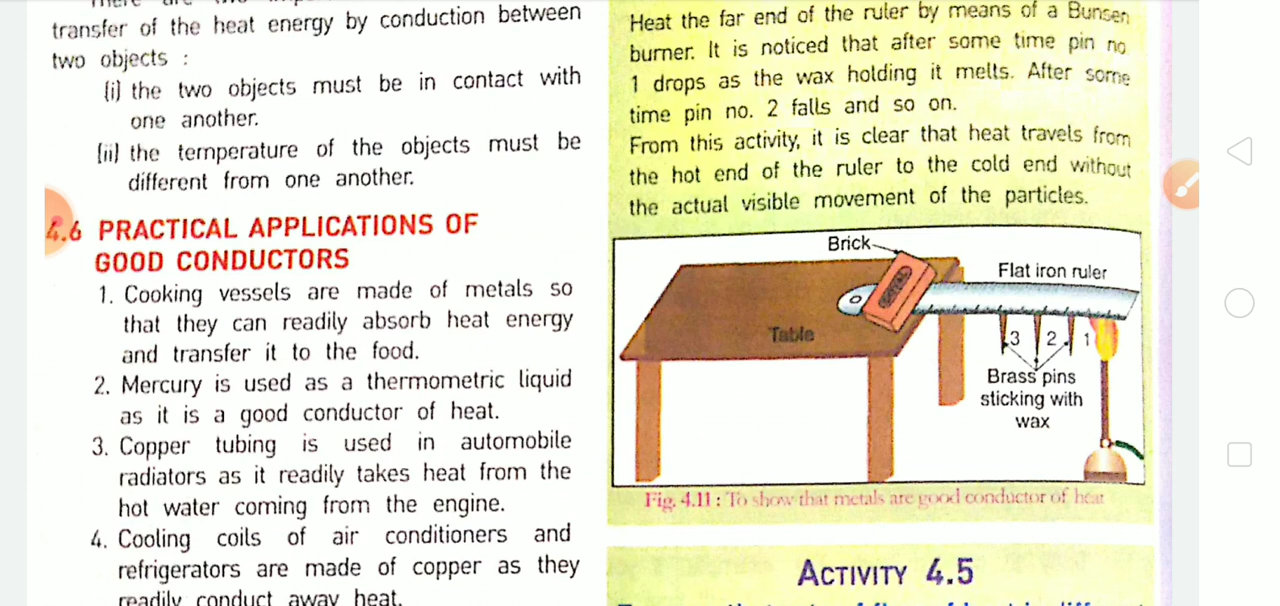 transfer of the heat energy by conduction between
two objects :
(i) the two objects must be in contact with
one another.
(ii) the temperature of the objects must be
different from one another.
4.6 PRACTICAL APPLICATIONS OF
GOOD CONDUCTORS
1. Cooking vessels are made of metals so
that they can readily absorb heat energy
and transfer it to the food.
2. Mercury is used as a thermometric liquid
as it is a good conductor of heat.
3. Copper tubing is used in automobile
radiators as it readily takes heat from the
hot water coming from the engine.
4. Cooling coils of air conditioners and
refrigerators are made of copper as they
readily conduct away heat.
Heat the far end of the ruler by means of a Bunsen
burner. It is noticed that after some time pin no
1 drops as the wax holding it melts. After some
time pin no. 2 falls and so on.
From this activity, it is clear that heat travels from
the hot end of the ruler to the cold end without
the actual visible movement of the particles.
Brick
Flat iron ruler
Table
3 2 1
Brass pins
sticking with
wax
Fig. 4.11 : To show that metals are good conductor of heat
ACTIVITY 4.5